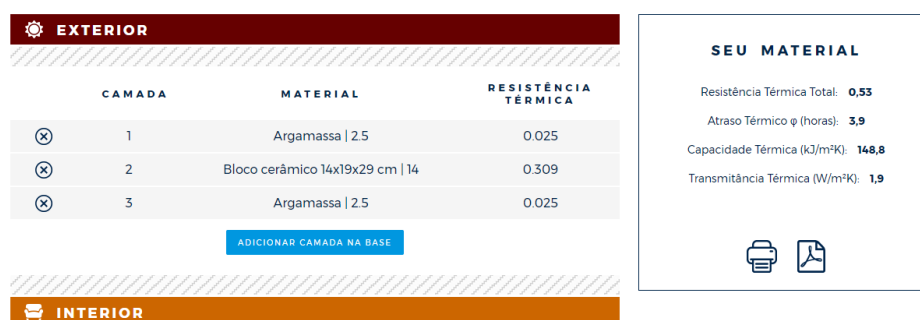 EXTERIOR
CAMADA MATERIAL RESISTÊNCIA TÉRMICA
1 Argamassa | 2.5 0.025
2 Bloco cerâmico 14x19x29 cm | 14 0.309
3 Argamassa | 2.5 0.025
ADICIONAR CAMADA NA BASE
INTERIOR
SEU MATERIAL
Resistência Térmica Total: 0,53
Atraso Térmico φ (horas): 3,9
Capacidade Térmica (kJ/m²K): 148,8
Transmitância Térmica (W/m²K): 1,9